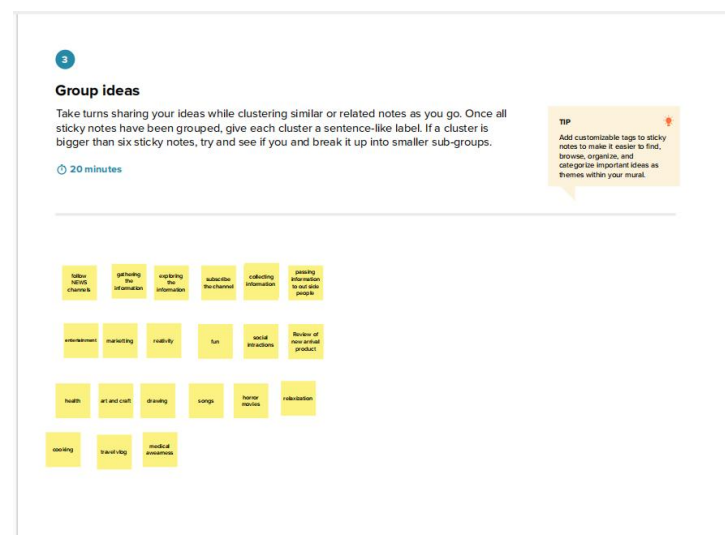 3
Group ideas
Take turns sharing your ideas while clustering similar or related notes as you go. Once all
sticky notes have been grouped, give each cluster a sentence-like label. If a cluster is
bigger than six sticky notes, try and see if you and break it up into smaller sub-groups.
20 minutes
TIP
Add customizable tags to sticky
notes to make it easier to find,
browse, organize, and
categorize important ideas as
themes within your mural.
follow
NEWS
channels
gathering
the
information
exploring
the
information
subscribe
the channel
collecting
information
passing
information
to out side
people
entertainment
marketting
realivity
fun
social
intractions
Review of
new arrival
product
health
art and craft
drawing
songs
horror
movies
relaxization
cooking
travel vlog
medical
awearness